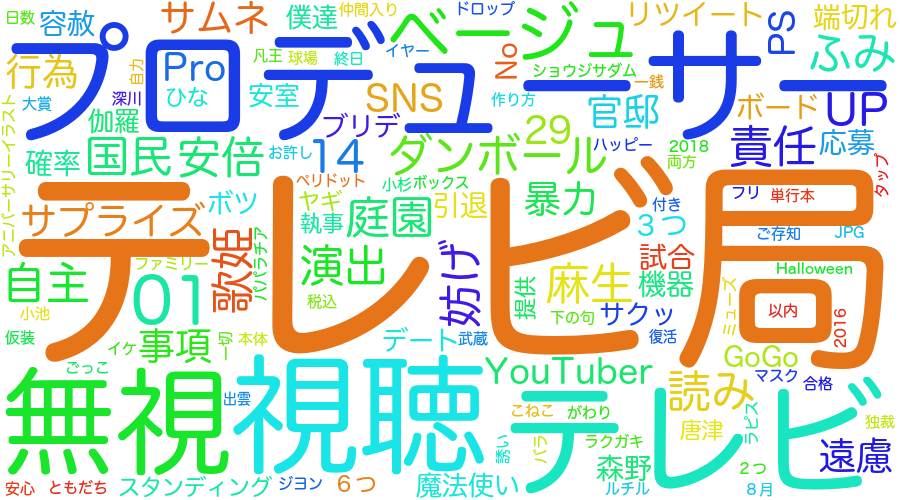 日数 容赦 サムネ 僕達 仲間入り ドロップ リツイート 端切れ
プロデューサー ベージュ PS ふみ
行為 Pro 凡王 球場 終日 イヤー No ショウジサダム 一銭
大賞 深川 ひな 自力 安室 SNS 作り方 官邸 ボード UP
伽羅 ブリデ 29 ハッピー 2018 責任 応募
確率 国民 安倍 お許し 14 ダンボール 両方 タップ
アニバーサリーイラスト ペリドット 小杉 ボックス フリ 単行本
サプライズ ボツ ヤギ 執事 庭園 引退 暴力 3つ 付き ご存知 JPG
テレビ局
ファミリー 歌姫 パパラチア 演出 妨げ 提供 麻生 試合 機器 Halloween
自主 01 税込 下の句 サクッ ミューズ 以内 2016
小池 仮装 イケ 事項 一切 本体 デート 武蔵 復活
ごっこ YouTuber GoGo マスク 合格
無視 視聴 出雲 こねこ がわり テレビ 読み 独裁
誘い バラ ラクガキ 唐津 ラピス 遠慮
安心 ともだち スタンディング ジヨン 6つ 魔法使い 森野 ルチル 2つ 8月